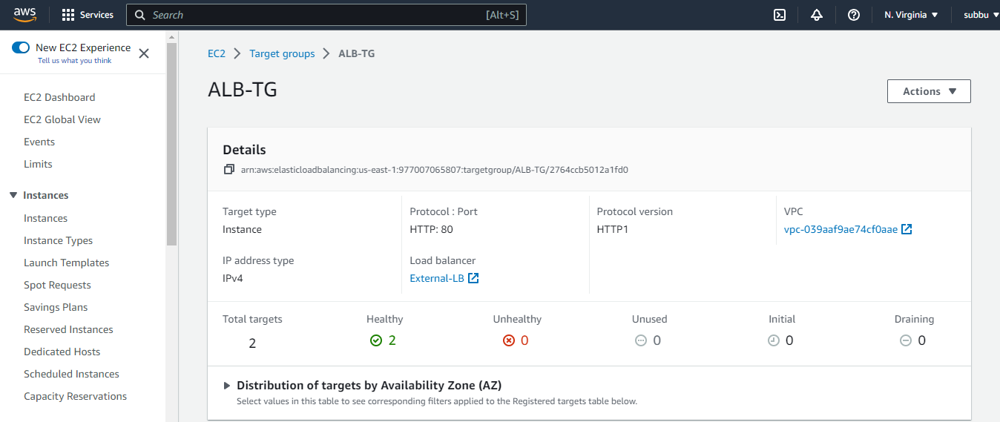 aws
Services
Search
[Alt+S]
N. Virginia
subbu
New EC2 Experience
Tell us what you think
EC2 Dashboard
EC2 Global View
Events
Limits
Instances
Instances
Instance Types
Launch Templates
Spot Requests
Savings Plans
Reserved Instances
Dedicated Hosts
Scheduled Instances
Capacity Reservations
EC2 > Target groups > ALB-TG
ALB-TG
Actions
Details
arn:aws:elasticloadbalancing:us-east-1:977007065807:targetgroup/ALB-TG/2764ccb5012a1fd0
Target type
Instance
Protocol : Port
HTTP: 80
Protocol version
HTTP1
VPC
vpc-039aaf9ae74cf0aae
IP address type
IPv4
Load balancer
External-LB
Total targets
2
Healthy
2
Unhealthy
0
Unused
0
Initial
0
Draining
0
Distribution of targets by Availability Zone (AZ)
Select values in this table to see corresponding filters applied to the Registered targets table below.